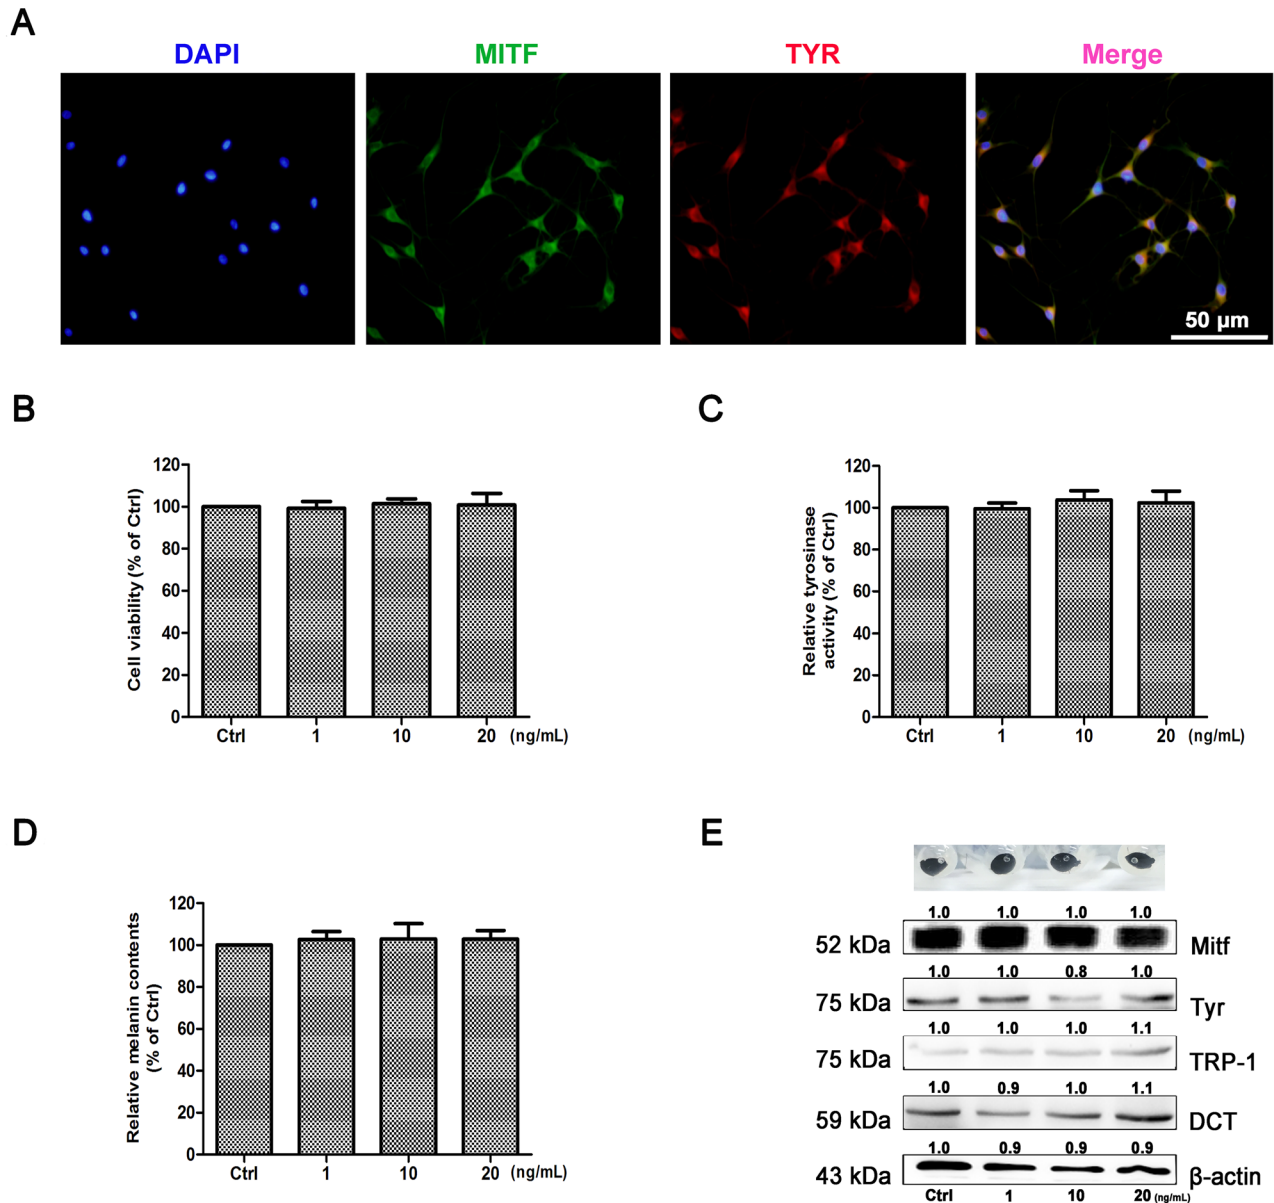 A
DAPI MITF TYR Merge
50 µm
B
Cell viability (% of Ctrl)
120
100
80
60
40
20
0
Ctrl 1 10 20 (ng/mL)
C
Relative tyrosinase
activity (% of Ctrl)
120
100
80
60
40
20
0
Ctrl 1 10 20 (ng/mL)
D
Relative melanin contents
(% of Ctrl)
120
100
80
60
40
20
0
Ctrl 1 10 20 (ng/mL)
E
1.0 1.0 1.0 1.0
52 kDa Mitf
1.0 1.0 0.8 1.0
75 kDa Tyr
1.0 1.0 1.0 1.1
75 kDa TRP-1
1.0 0.9 1.0 1.1
59 kDa DCT
1.0 0.9 0.9 0.9
43 kDa β-actin
Ctrl 1 10 20 (ng/mL)